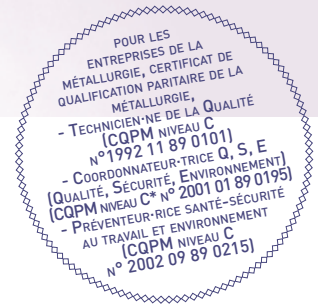 POUR LES
ENTREPRISES DE LA
MÉTALLURGIE, CERTIFICAT DE
QUALIFICATION PARITAIRE DE LA
MÉTALLURGIE,
- TECHNICIEN·NE DE LA QUALITÉ
(CQPM NIVEAU C
N°1992 11 89 0101)
- COORDONNATEUR·TRICE Q, S, E
(QUALITÉ, SÉCURITÉ, ENVIRONNEMENT)
(CQPM NIVEAU C* N° 2001 01 89 0195)
- PRÉVENTEUR·RICE SANTÉ-SÉCURITÉ
AU TRAVAIL ET ENVIRONNEMENT
(CQPM NIVEAU C
N° 2002 09 89 0215)